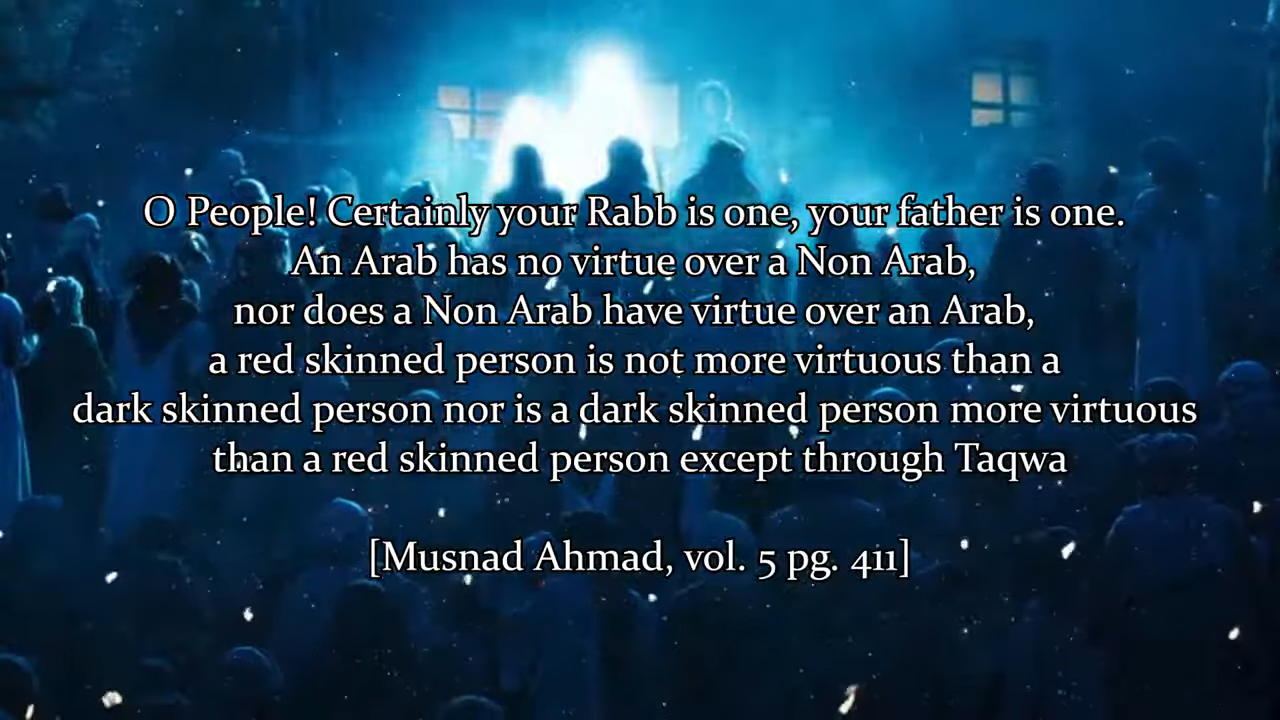 O People! Certainly your Rabb is one, your father is one.
An Arab has no virtue over a Non Arab,
nor does a Non Arab have virtue over an Arab,
a red skinned person is not more virtuous than a
dark skinned person nor is a dark skinned person more virtuous
than a red skinned person except through Taqwa
[Musnad Ahmad, vol. 5 pg. 411]